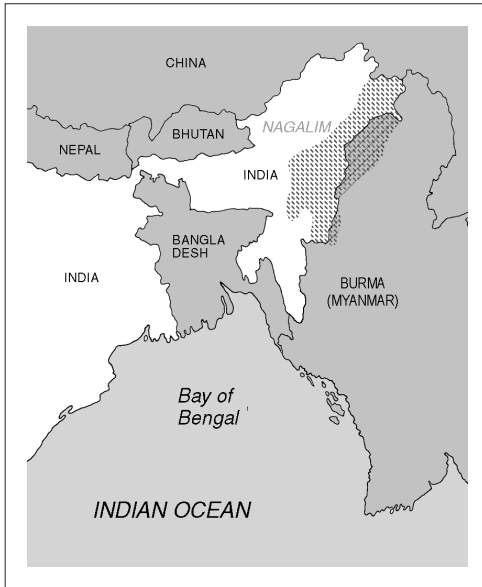 CHINA
NAGALIM
BHUTAN
NEPAL
INDIA
BANGLA
DESH
INDIA
BURMA
(MYANMAR)
Bay of
Bengal
INDIAN OCEAN